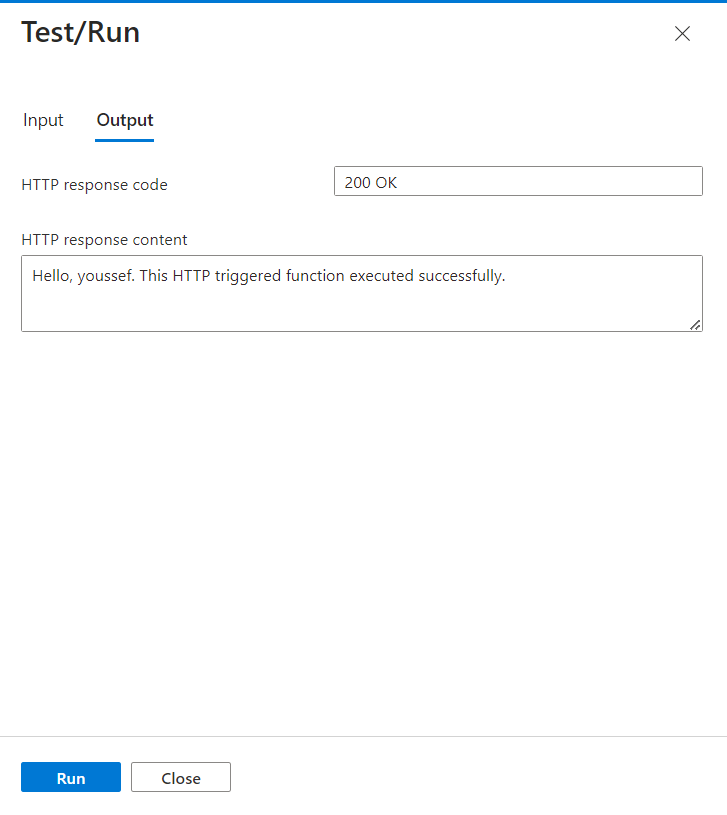 Test/Run
Input
Output
HTTP response code
200 OK
HTTP response content
Hello, youssef. This HTTP triggered function executed successfully.
Run
Close